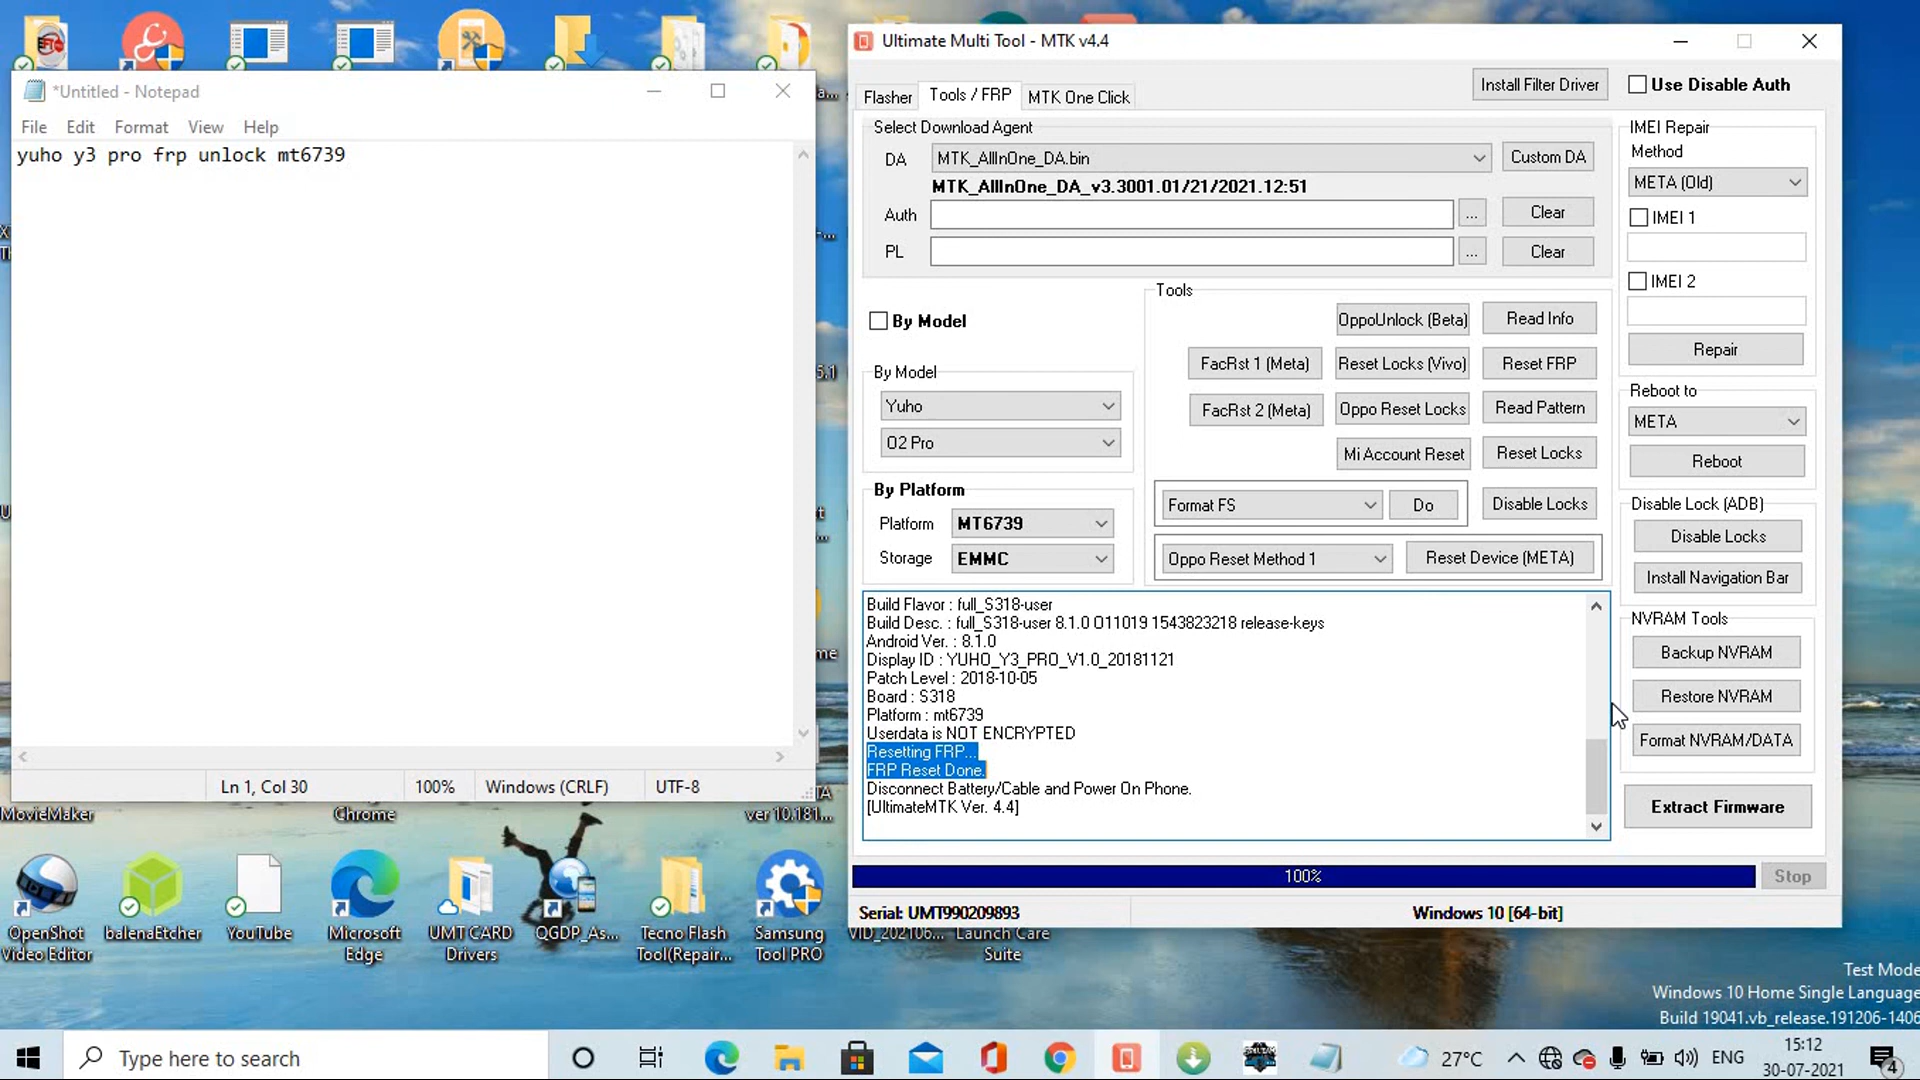 *Untitled - Notepad
File Edit Format View Help
yuho y3 pro frp unlock mt6739
Ln 1, Col 30 100% Windows (CRLF) UTF-8
Ultimate Multi Tool - MTK v4.4
Flasher Tools / FRP MTK One Click
Install Filter Driver Use Disable Auth
Select Download Agent
DA MTK_AllInOne_DA.bin Custom DA
MTK_AllInOne_DA_v3.3001.01/21/2021.12:51
Auth ... Clear
PL ... Clear
By Model
By Model
Yuho
O2 Pro
By Platform
Platform MT6739
Storage EMMC
Tools
OppoUnlock (Beta) Read Info
FacRst 1 (Meta) Reset Locks (Vivo) Reset FRP
FacRst 2 (Meta) Oppo Reset Locks Read Pattern
Mi Account Reset Reset Locks
Format FS Do Disable Locks
Oppo Reset Method 1 Reset Device (META)
IMEI Repair
Method
META (Old)
IMEI 1
IMEI 2
Repair
Reboot to
META
Reboot
Disable Lock (ADB)
Disable Locks
Install Navigation Bar
NVRAM Tools
Backup NVRAM
Restore NVRAM
Format NVRAM/DATA
Extract Firmware
Build Flavor : full_S318-user
Build Desc. : full_S318-user 8.1.0 O11019 1543823218 release-keys
Android Ver. : 8.1.0
Display ID : YUHO_Y3_PRO_V1.0_20181121
Patch Level : 2018-10-05
Board : S318
Platform : mt6739
Userdata is NOT ENCRYPTED
Resetting FRP...
FRP Reset Done.
Disconnect Battery/Cable and Power On Phone.
[UltimateMTK Ver. 4.4]
100% Stop
Serial: UMT990209893 Windows 10 [64-bit]
MovieMaker
Chrome
ver 10.181...
OpenShot
Video Editor
balenaEtcher
YouTube
Microsoft
Edge
UMT CARD
Drivers
QGDP_As...
Tecno Flash
Tool(Repair...
Samsung
Tool PRO
VID_202106...
Launch Care
Suite
Test Mode
Windows 10 Home Single Language
Build 19041.vb_release.191206-1406
Type here to search
27°C ENG 15:12
30-07-2021
4